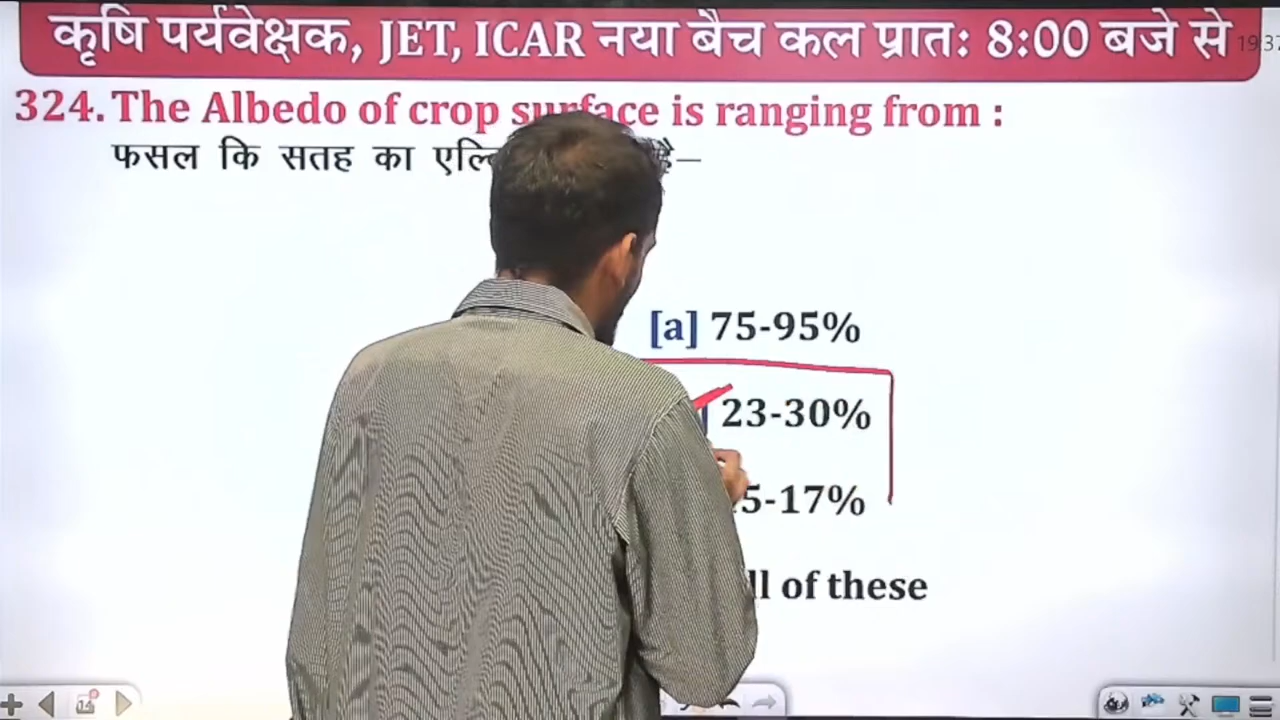 कृषि पर्यवेक्षक, JET, ICAR नया बैच कल प्रातः 8:00 बजे से
324. The Albedo of crop surface is ranging from :
फसल कि सतह का है–
[a] 75-95%
] 23-30%
5-17%
of these